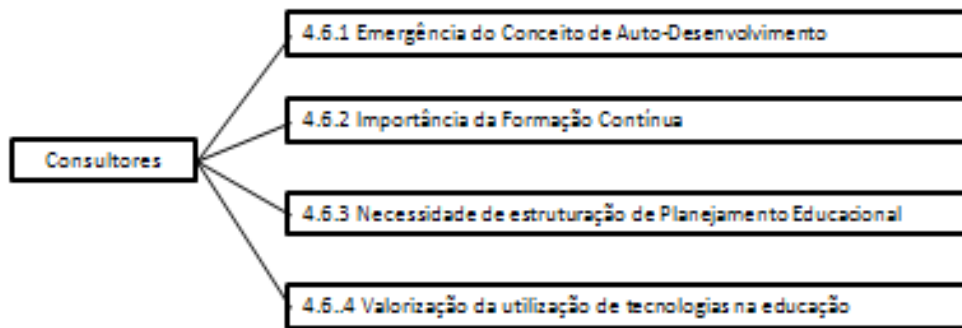 4.6.1 Emergência do Conceito de Auto-Desenvolvimento
4.6.2 Importância da Formação Contínua
Consultores
4.6.3 Necessidade de estruturação de Planejamento Educacional
4.6..4 Valorização da utilização de tecnologias na educação